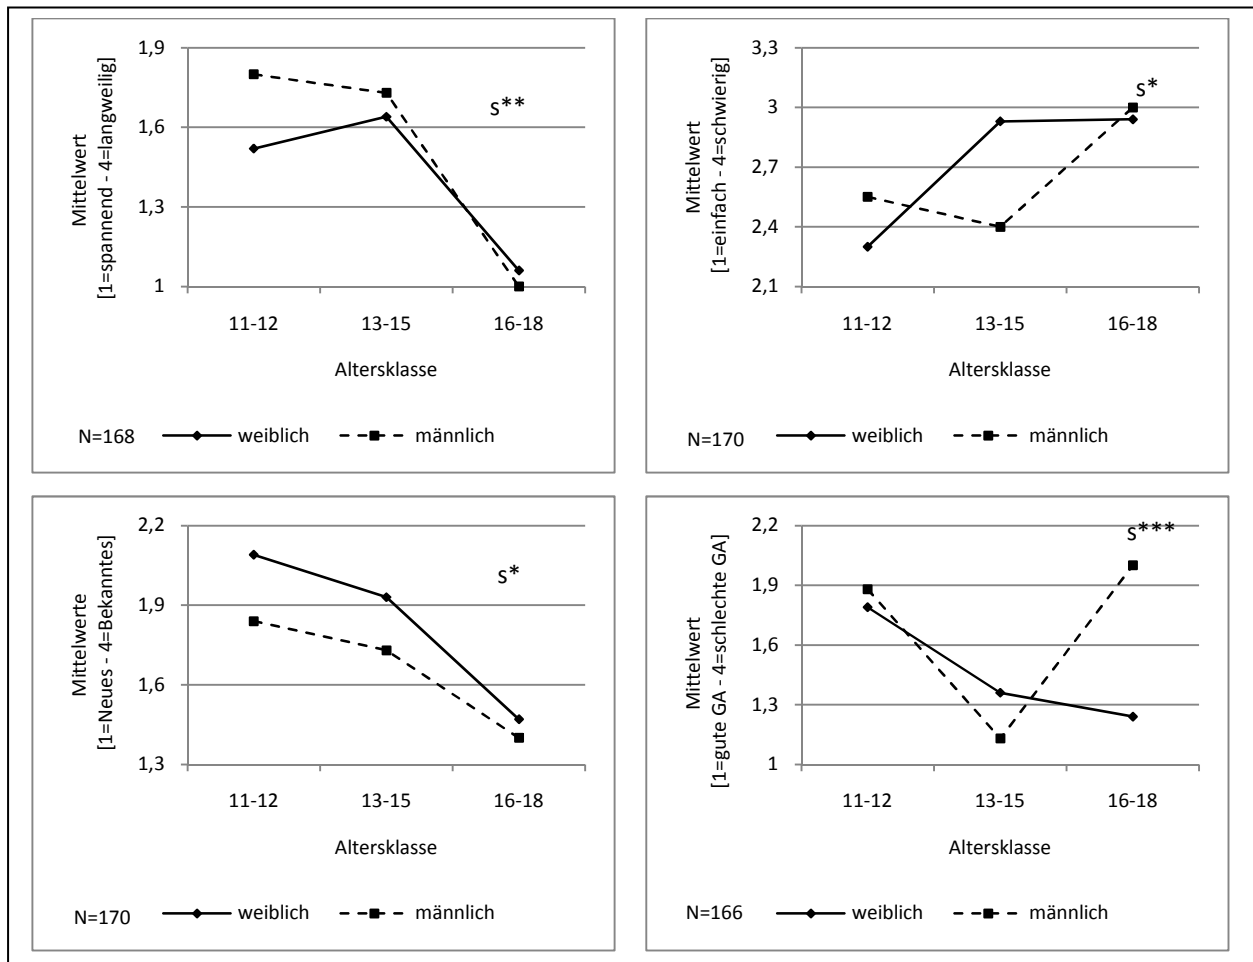 Mittelwert
[1=spannend - 4=langweilig]
1,9
1,6
1,3
1
s**
11-12 13-15 16-18
Altersklasse
N=168 weiblich männlich
Mittelwert
[1=einfach - 4=schwierig]
3,3
3
2,7
2,4
2,1
s*
11-12 13-15 16-18
Altersklasse
N=170 weiblich männlich
Mittelwerte
[1=Neues - 4=Bekanntes]
2,2
1,9
1,6
1,3
s*
11-12 13-15 16-18
Altersklasse
N=170 weiblich männlich
Mittelwert
[1=gute GA - 4=schlechte GA]
2,2
1,9
1,6
1,3
1
s***
11-12 13-15 16-18
Altersklasse
N=166 weiblich männlich